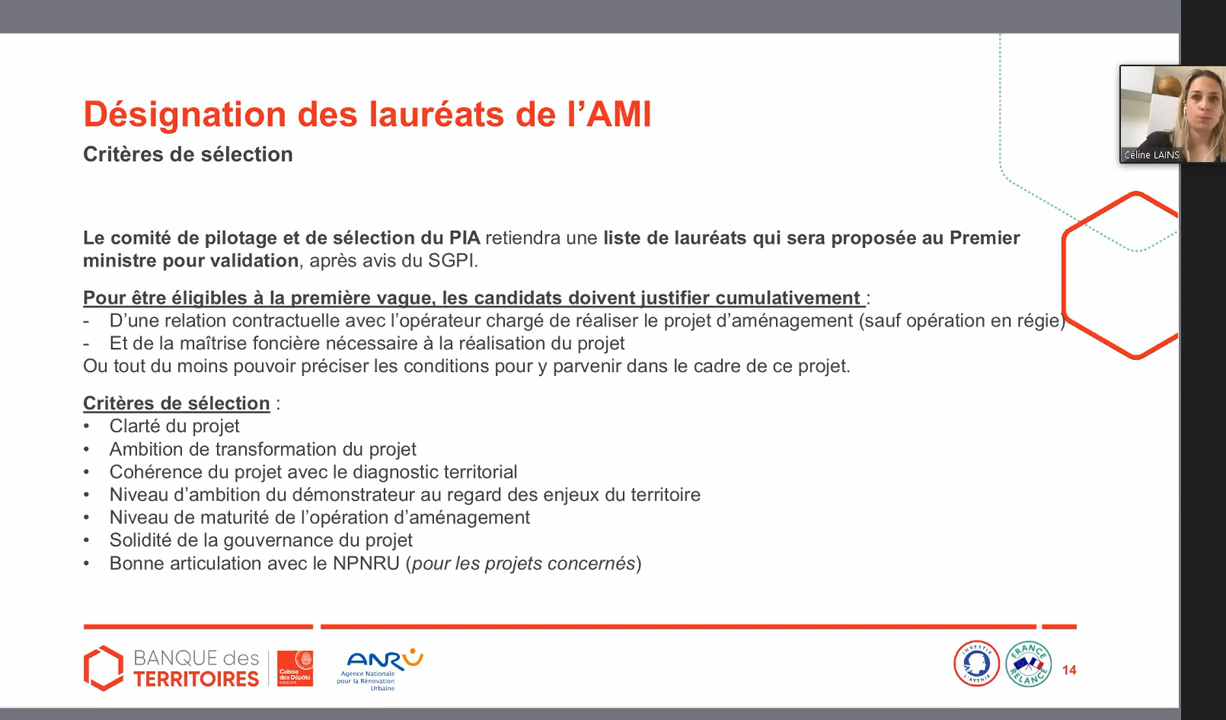 Désignation des lauréats de l’AMI
Critères de sélection
Céline LAINS
Le comité de pilotage et de sélection du PIA retiendra une liste de lauréats qui sera proposée au Premier
ministre pour validation, après avis du SGPI.
Pour être éligibles à la première vague, les candidats doivent justifier cumulativement :
- D’une relation contractuelle avec l’opérateur chargé de réaliser le projet d’aménagement (sauf opération en régie)
- Et de la maîtrise foncière nécessaire à la réalisation du projet
Ou tout du moins pouvoir préciser les conditions pour y parvenir dans le cadre de ce projet.
Critères de sélection :
• Clarté du projet
• Ambition de transformation du projet
• Cohérence du projet avec le diagnostic territorial
• Niveau d’ambition du démonstrateur au regard des enjeux du territoire
• Niveau de maturité de l’opération d’aménagement
• Solidité de la gouvernance du projet
• Bonne articulation avec le NPNRU (pour les projets concernés)
BANQUE des
TERRITOIRES
Caisse
des Dépôts
GROUPE
ANRU
Agence Nationale
pour la Rénovation
Urbaine
INVESTIR
L'AVENIR
FRANCE
RELANCE
14